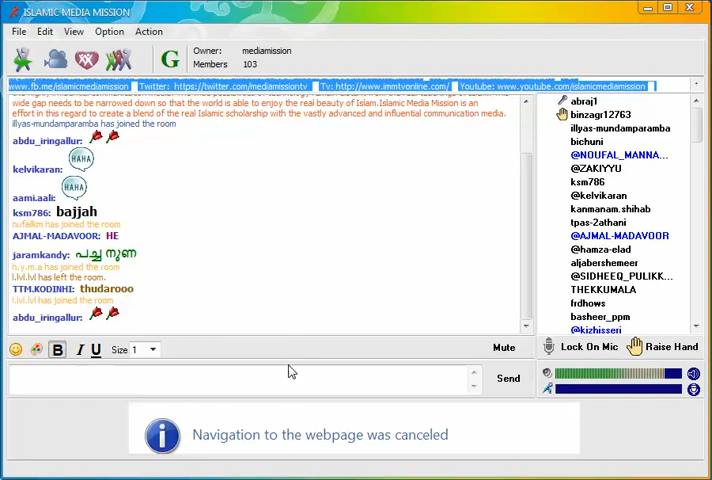 ISLAMIC MEDIA MISSION
File Edit View Option Action
G
Owner: mediamission
Members 103
www.fb.me/islamicmediamission | Twitter: https://twitter.com/mediamissiontv | Tv: http://www.immtvonline.com/ | Youtube: www.youtube.com/islamicmediamission |
wide gap needs to be narrowed down so that the world is able to enjoy the real beauty of Islam.Islamic Media Mission is an
effort in this regard to create a blend of the real Islamic scholarship with the vastly advanced and influential communication media.
illyas-mundamparamba has joined the room
abdu_iringallur:
kelvikaran: HAHA
aami.aali: HAHA
ksm786: bajjah
nufailkm has joined the room
AJMAL-MADAVOOR: HE
jaramkandy: പച്ച നുണ
h.y.m.a has joined the room
l.lvl.lvl has left the room.
TTM.KODINHI: thudarooo
l.lvl.lvl has joined the room
abdu_iringallur:
abraj1
binzagr12763
illyas-mundamparamba
bichuni
@NOUFAL_MANNA...
@ZAKIYYU
ksm786
@kelvikaran
kanmanam.shihab
tpas-2athani
@AJMAL-MADAVOOR
@hamza-elad
aljabershemeer
@SIDHEEQ_PULIKK...
THEKKUMALA
frdhows
basheer_ppm
@kizhisseri
B I U Size 1 Mute
Lock On Mic Raise Hand
Send
Navigation to the webpage was canceled